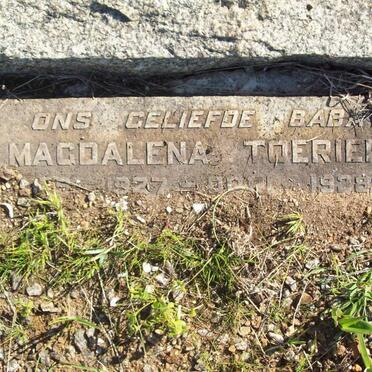 ONS GELIEFDE BABA
MAGDALENA TOERIEN
1927 - 1928